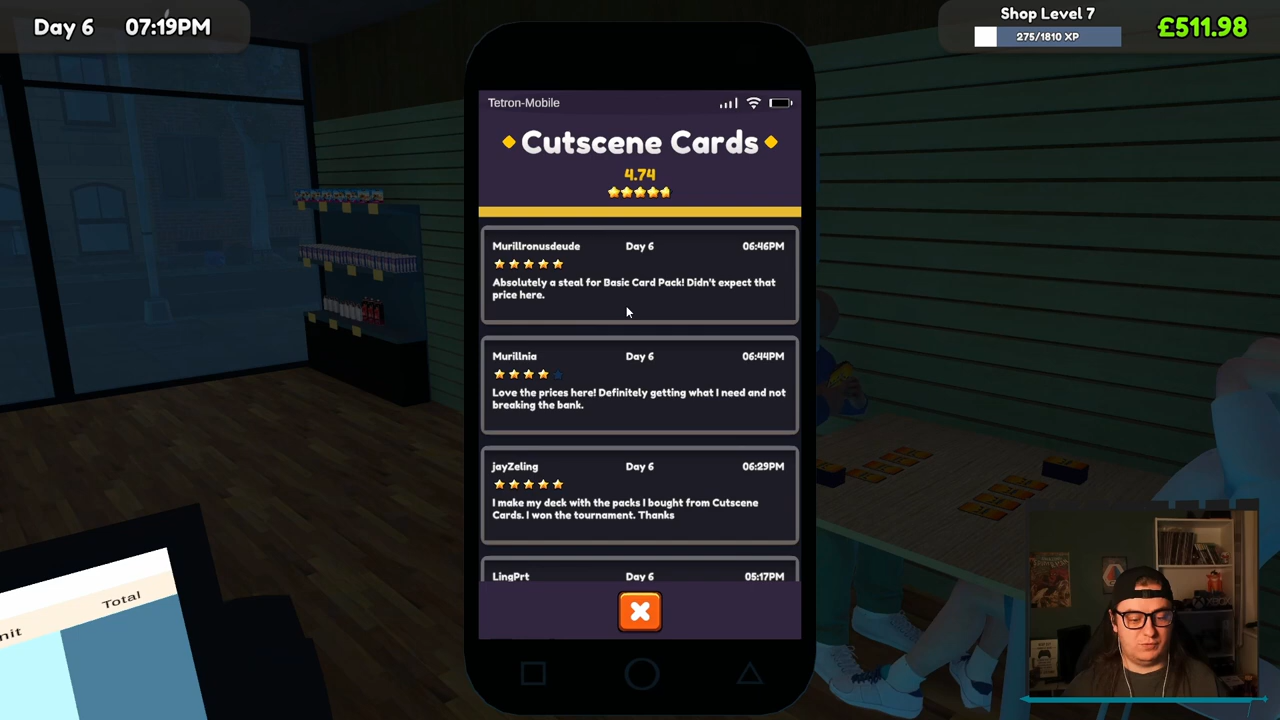 Day 6 07:19PM
Shop Level 7
275/1810 XP
£511.98
Tetron-Mobile
Cutscene Cards
4.74
Murillronusdeude Day 6 06:46PM
Absolutely a steal for Basic Card Pack! Didn't expect that
price here.
Murillnia Day 6 06:44PM
Love the prices here! Definitely getting what I need and not
breaking the bank.
jayZeling Day 6 06:29PM
I make my deck with the packs I bought from Cutscene
Cards. I won the tournament. Thanks
LingPrt Day 6 05:17PM
Total